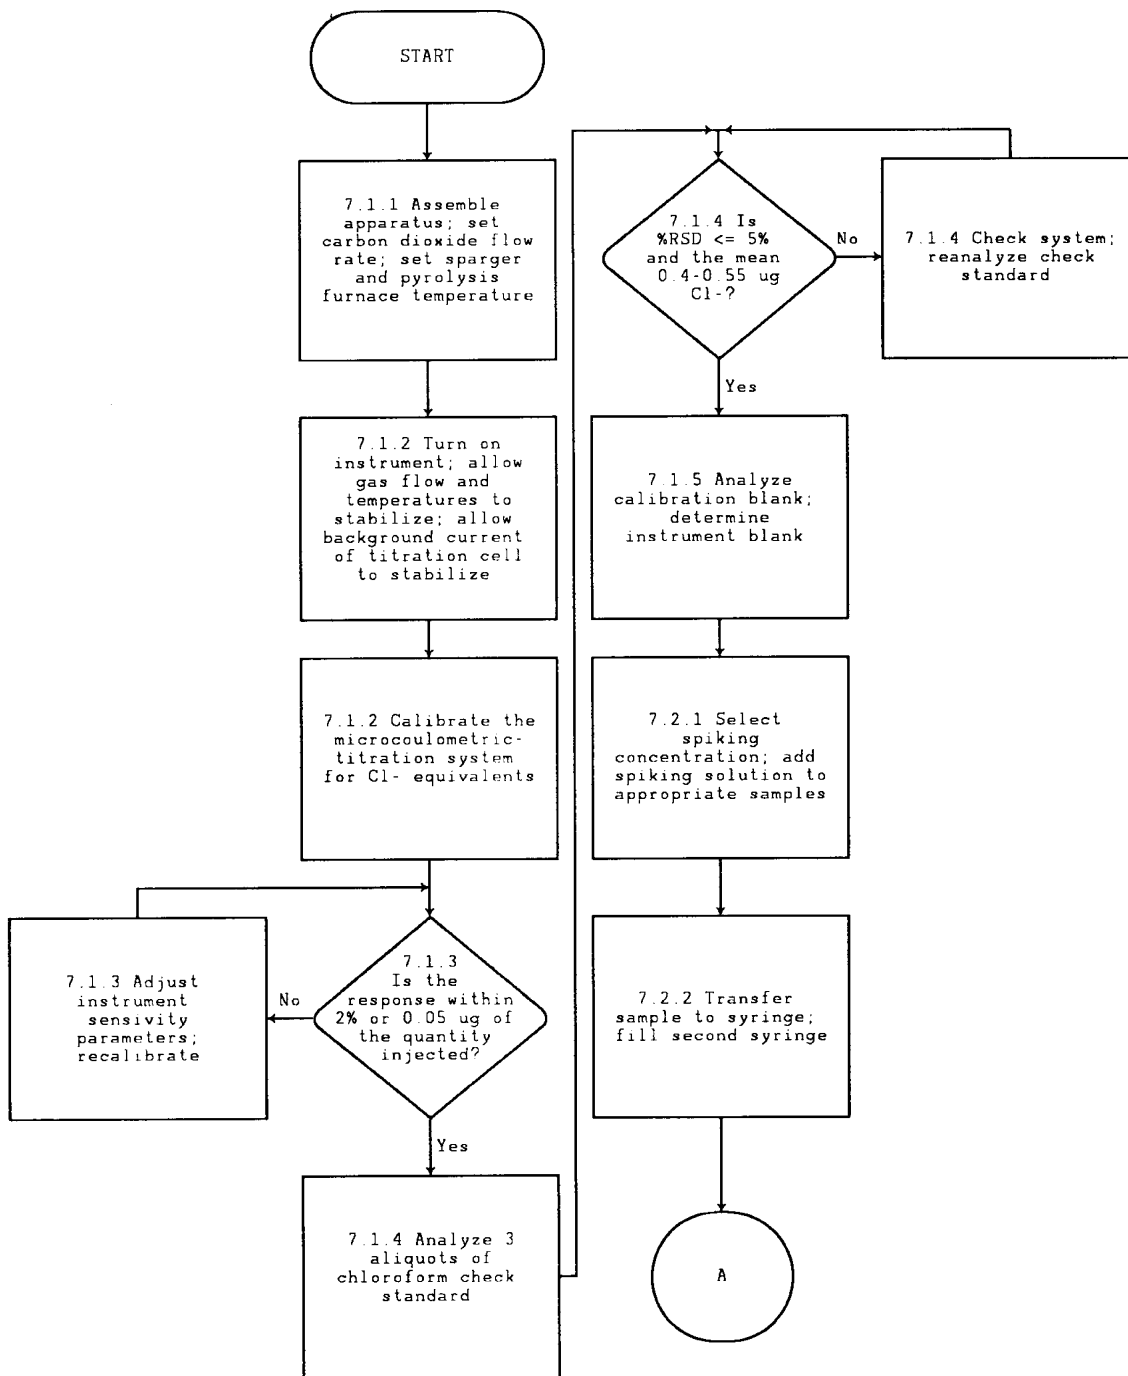 START
7.1.1 Assemble
apparatus; set
carbon dioxide flow
rate; set sparger
and pyrolysis
furnace temperature
7.1.2 Turn on
instrument; allow
gas flow and
temperatures to
stabilize; allow
background current
of titration cell
to stabilize
7.1.2 Calibrate the
microcoulometric-
titration system
for Cl- equivalents
7.1.3
Is the
response within
2% or 0.05 ug of
the quantity
injected?
No
7.1.3 Adjust
instrument
sensivity
parameters;
recalibrate
Yes
7.1.4 Analyze 3
aliquots of
chloroform check
standard
7.1.4 Is
%RSD <= 5%
and the mean
0.4-0.55 ug
Cl-?
No
7.1.4 Check system;
reanalyze check
standard
Yes
7.1.5 Analyze
calibration blank;
determine
instrument blank
7.2.1 Select
spiking
concentration; add
spiking solution to
appropriate samples
7.2.2 Transfer
sample to syringe;
fill second syringe
A